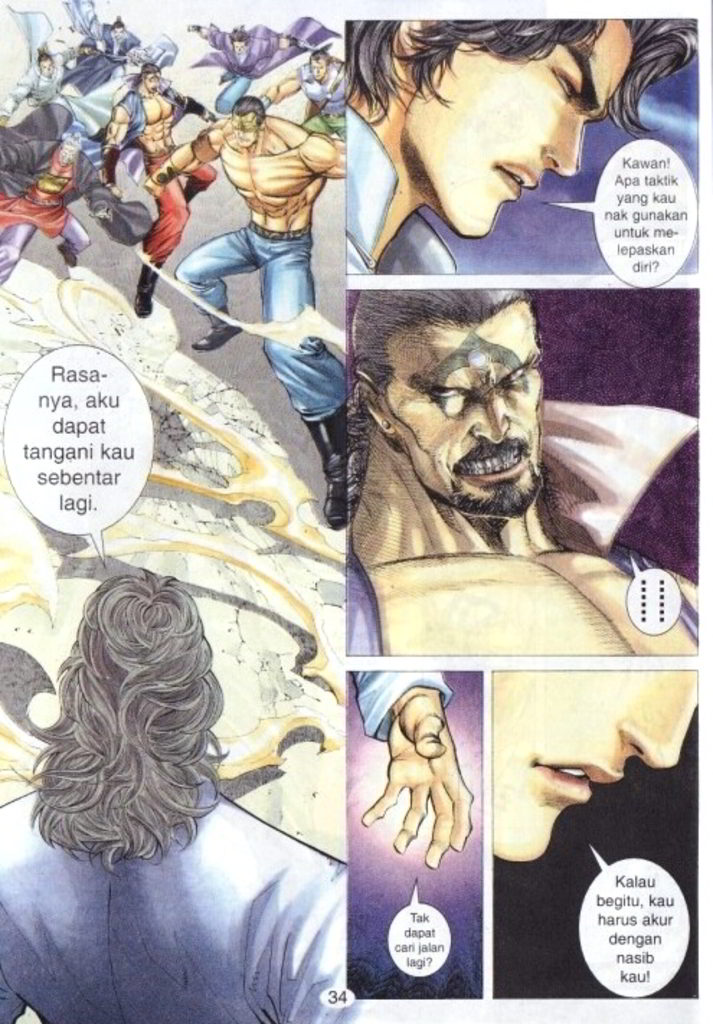 Rasa-
nya, aku
dapat
tangani kau
sebentar
lagi.
Kawan!
Apa taktik
yang kau
nak gunakan
untuk me-
lepaskan
diri?
Tak
dapat
cari jalan
lagi?
Kalau
begitu, kau
harus akur
dengan
nasib
kau!
34